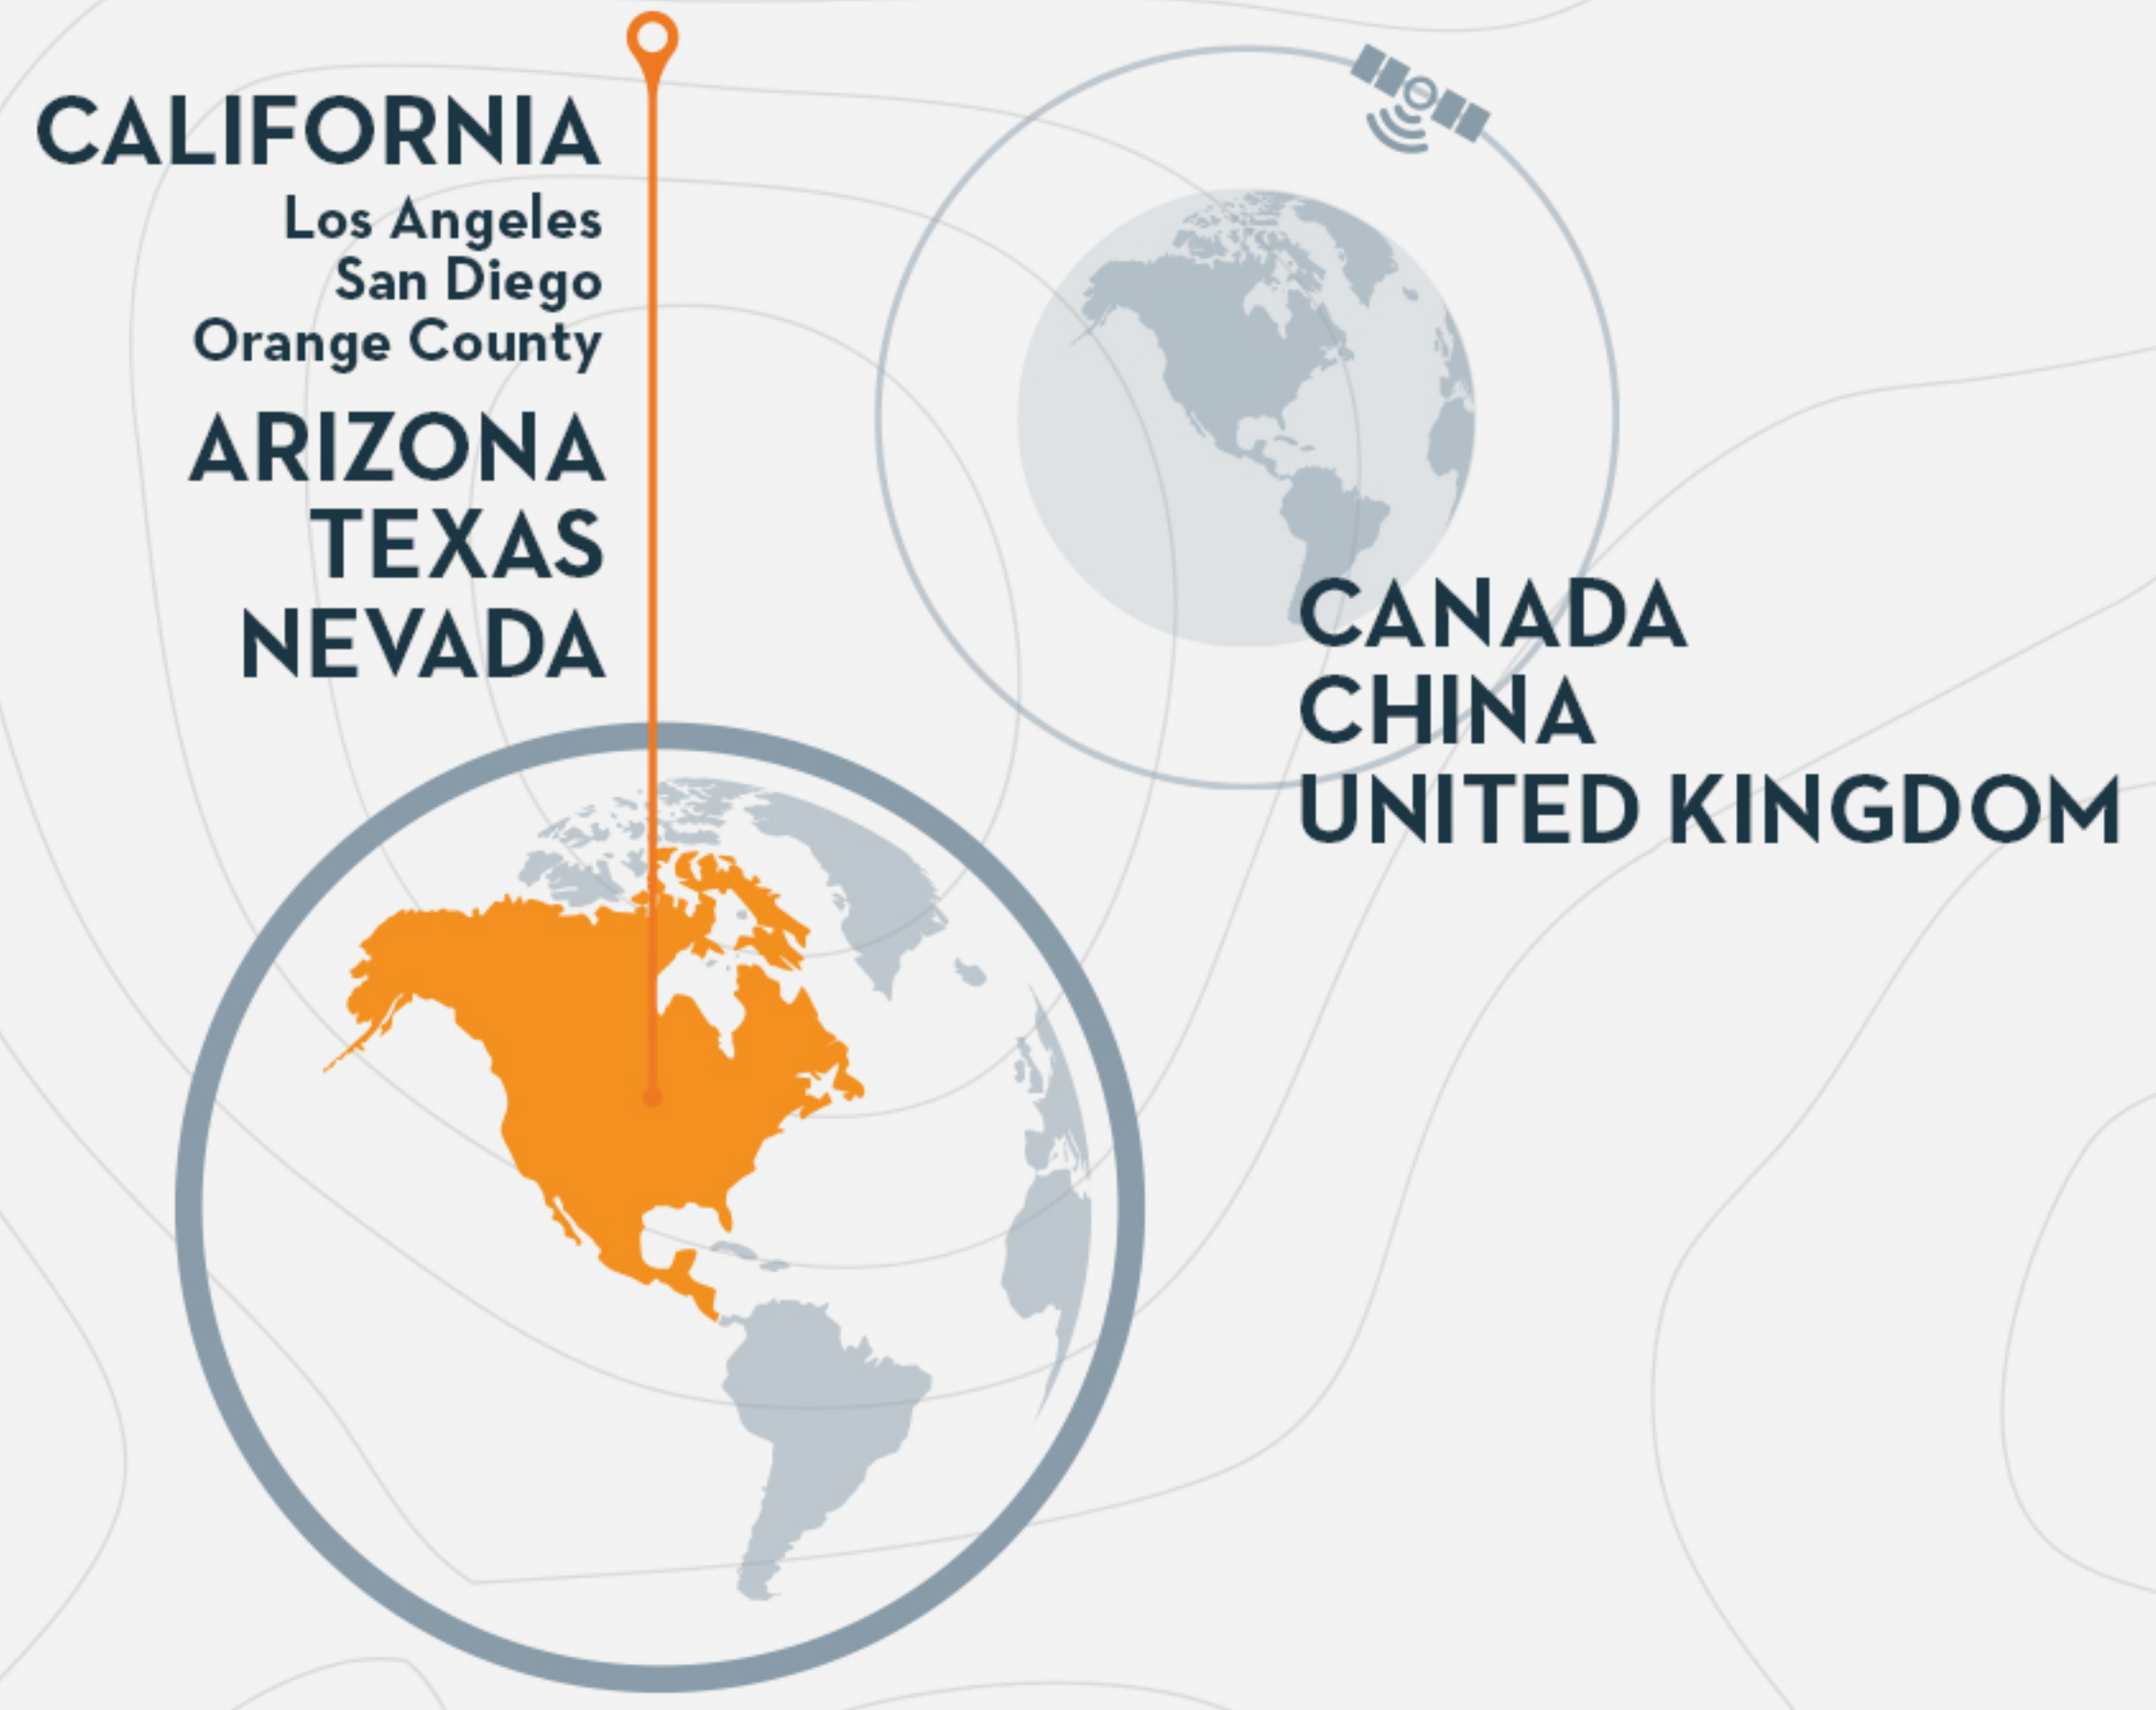 CALIFORNIA
Los Angeles
San Diego
Orange County
ARIZONA
TEXAS
NEVADA
CANADA
CHINA
UNITED KINGDOM